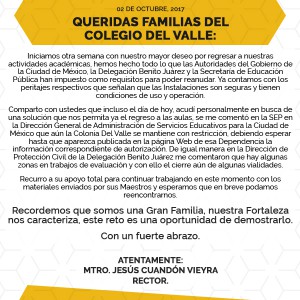 02 DE OCTUBRE, 2017
QUERIDAS FAMILIAS DEL
COLEGIO DEL VALLE:
Iniciamos otra semana con nuestro mayor deseo por regresar a nuestras
actividades académicas, hemos hecho todo lo que las Autoridades del Gobierno de
la Ciudad de México, la Delegación Benito Juárez y la Secretaría de Educación
Pública han impuesto como requisitos para poder reanudar. Ya contamos con los
peritajes respectivos que señalan que las Instalaciones son seguras y tienen
condiciones de uso y operación.
Comparto con ustedes que incluso el día de hoy, acudí personalmente en busca de
una solución que nos permita ya el regreso a las aulas, se me comentó en la SEP en
la Dirección General de Administración de Servicios Educativos para la Ciudad de
México que aún la Colonia Del Valle se mantiene con restricción, debiendo esperar
hasta que aparezca publicada en la página Web de esa Dependencia la
información correspondiente de autorización. De igual manera en la Dirección de
Protección Civil de la Delegación Benito Juárez me comentaron que hay algunas
zonas en trabajos de evaluación y con ello el cierre aún de algunas vialidades.
Recurro a su apoyo total para continuar trabajando en este momento con los
materiales enviados por sus Maestros y esperamos que en breve podamos
reencontrarnos.
Recordemos que somos una Gran Familia, nuestra Fortaleza
nos caracteriza, este reto es una oportunidad de demostrarlo.
Con un fuerte abrazo.
ATENTAMENTE:
MTRO. JESÚS CUANDÓN VIEYRA
RECTOR.